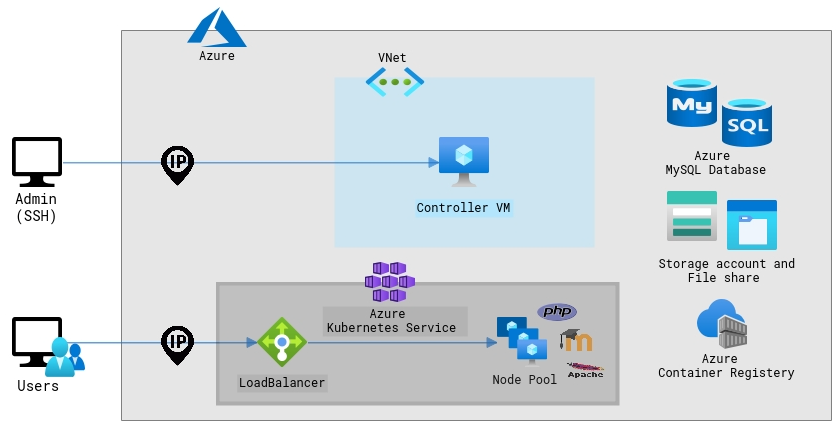 Azure
VNet
My
SQL
Azure
MySQL Database
IP
Admin
(SSH)
Controller VM
Storage account and
File share
Azure
Kubernetes Service
php
m
IP
Apache
Node Pool
LoadBalancer
Users
Azure
Container Registery